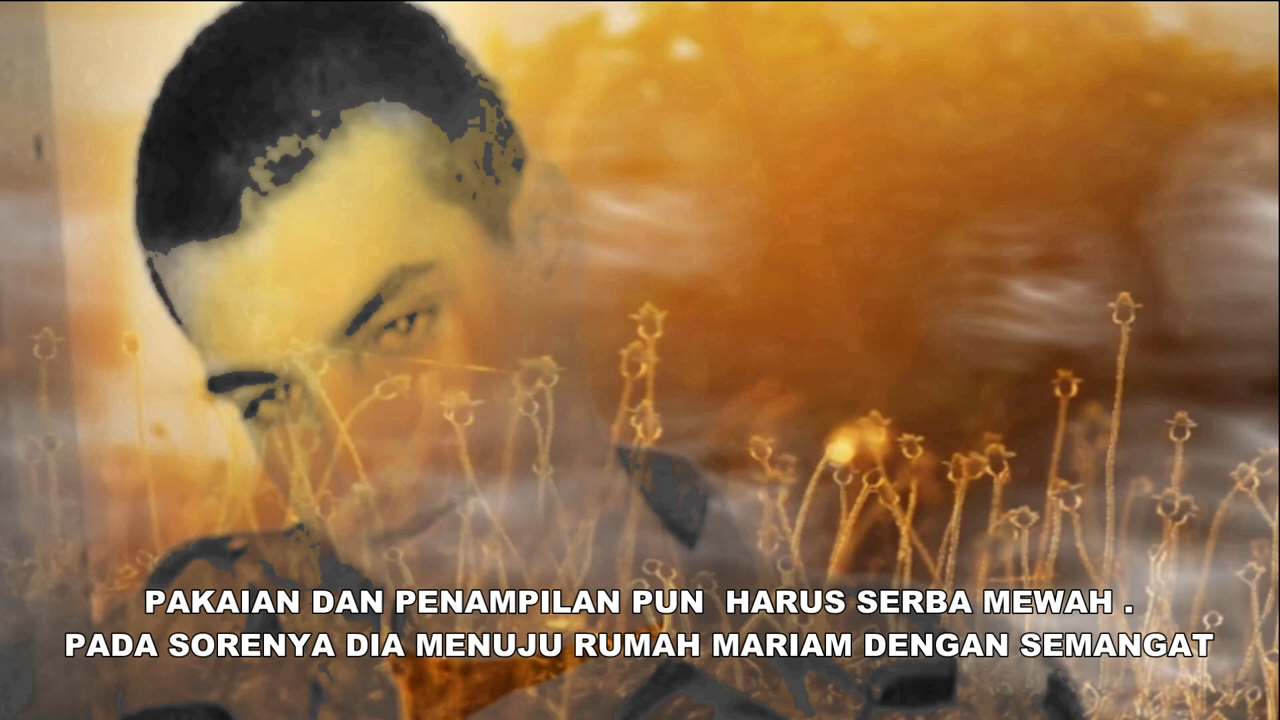 PAKAIAN DAN PENAMPILAN PUN  HARUS SERBA MEWAH .
PADA SORENYA DIA MENUJU RUMAH MARIAM DENGAN SEMANGAT